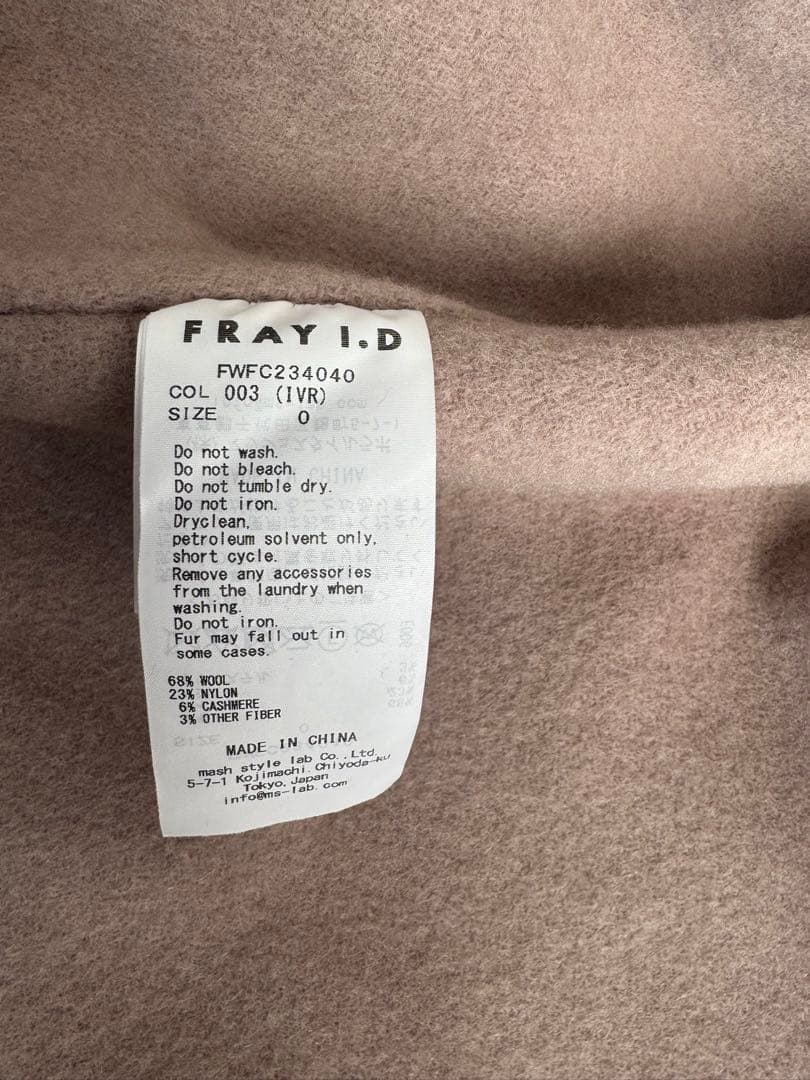 FRAY I.D
FWFC234040
COL 003 (IVR)
SIZE 0
Do not wash.
Do not bleach.
Do not tumble dry.
Do not iron.
Dryclean,
petroleum solvent only,
short cycle.
Remove any accessories
from the laundry when
washing.
Do not iron.
Fur may fall out in
some cases.
68% WOOL
23% NYLON
6% CASHMERE
3% OTHER FIBER
MADE IN CHINA
mash style lab Co.,Ltd.
5-7-1 Kojimachi Chiyoda-ku
Tokyo, Japan
info@ms-lab.com